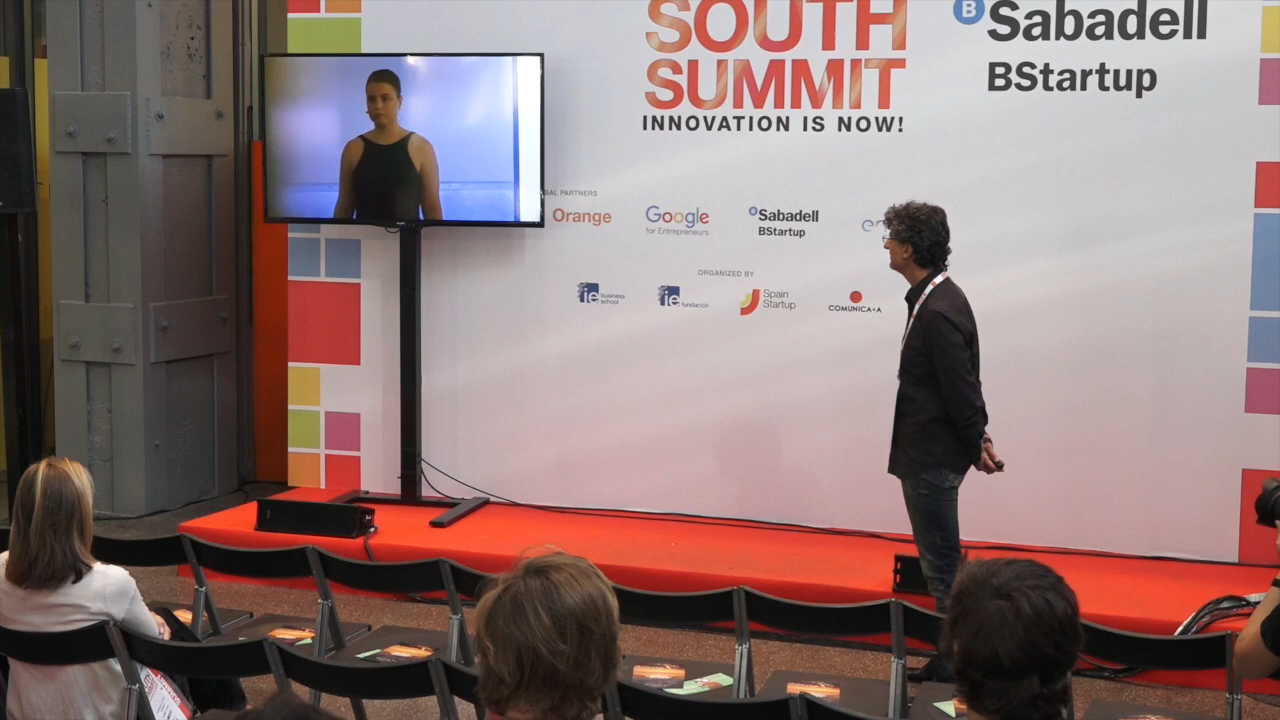 SOUTH
SUMMIT
INNOVATION IS NOW!
B Sabadell
BStartup
PARTNERS
Orange
Google
for Entrepreneurs
Sabadell
BStartup
ORGANIZED BY
ie business
school
ie fundación
Spain
Startup
COMUNICA+A